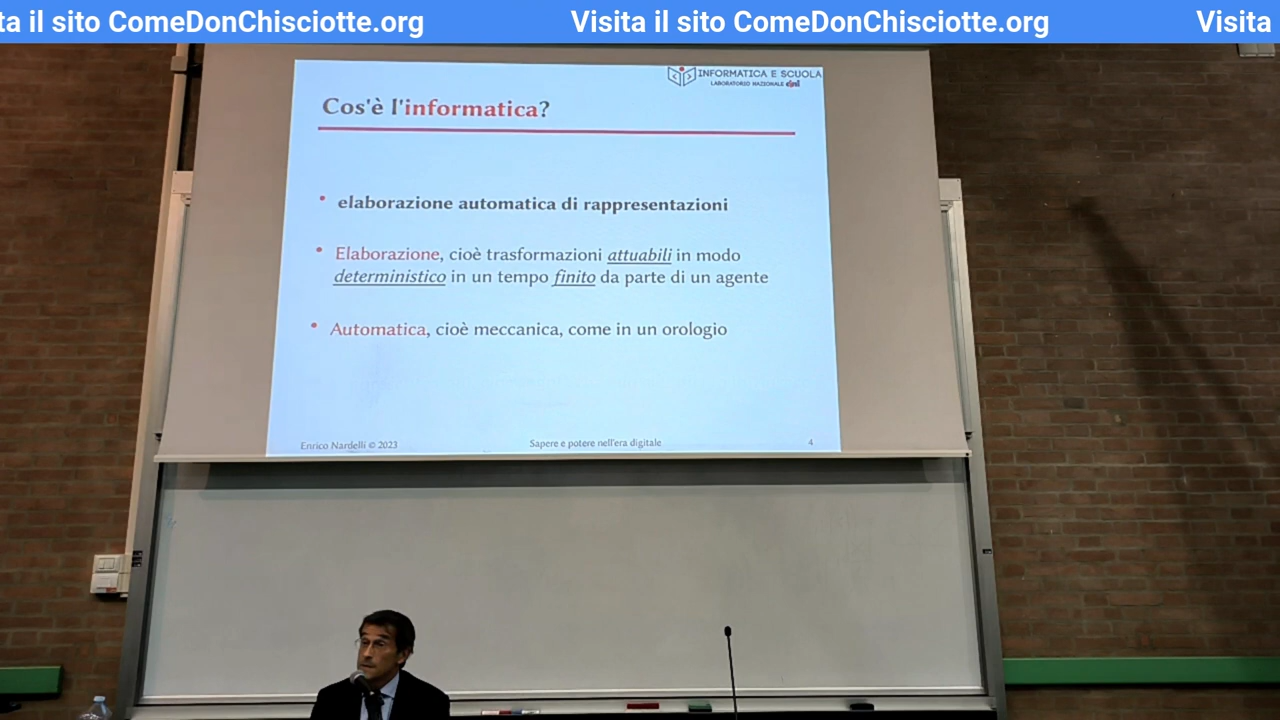 ta il sito ComeDonChisciotte.org Visita il sito ComeDonChisciotte.org Visita
INFORMATICA E SCUOLA
LABORATORIO NAZIONALE cini
Cos'è l'informatica?
• elaborazione automatica di rappresentazioni
• Elaborazione, cioè trasformazioni attuabili in modo
deterministico in un tempo finito da parte di un agente
• Automatica, cioè meccanica, come in un orologio
Enrico Nardelli © 2023 Sapere e potere nell'era digitale 4